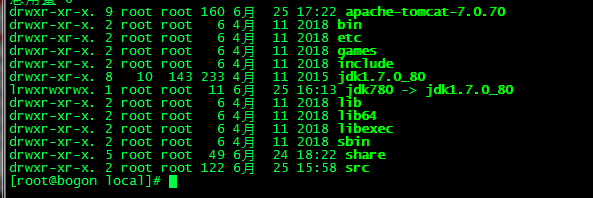 总用量 0
drwxr-xr-x. 9 root root 160 6月 25 17:22 apache-tomcat-7.0.70
drwxr-xr-x. 2 root root 6 4月 11 2018 bin
drwxr-xr-x. 2 root root 6 4月 11 2018 etc
drwxr-xr-x. 2 root root 6 4月 11 2018 games
drwxr-xr-x. 2 root root 6 4月 11 2018 include
drwxr-xr-x. 8 10 143 233 4月 11 2015 jdk1.7.0_80
lrwxrwxrwx. 1 root root 11 6月 25 16:13 jdk780 -> jdk1.7.0_80
drwxr-xr-x. 2 root root 6 4月 11 2018 lib
drwxr-xr-x. 2 root root 6 4月 11 2018 lib64
drwxr-xr-x. 2 root root 6 4月 11 2018 libexec
drwxr-xr-x. 2 root root 6 4月 11 2018 sbin
drwxr-xr-x. 5 root root 49 6月 24 18:22 share
drwxr-xr-x. 2 root root 122 6月 25 15:58 src
[root@bogon local]#